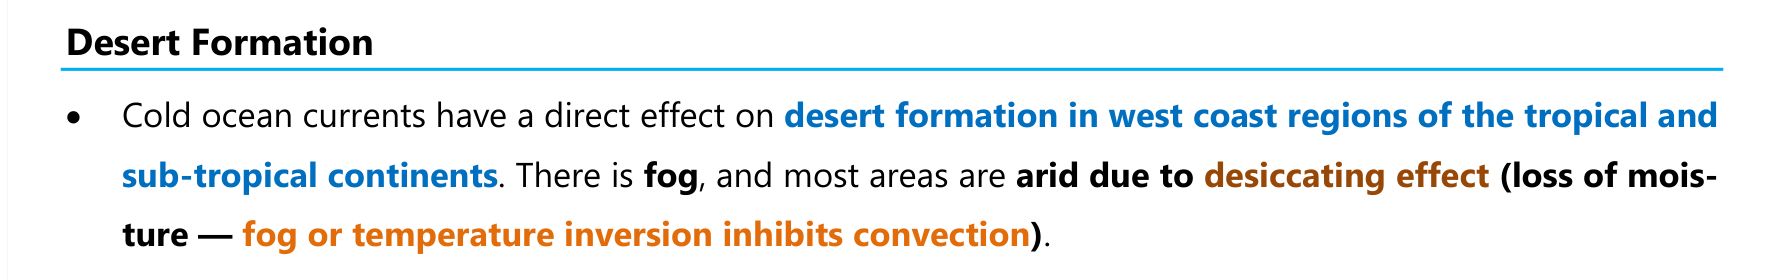 Desert Formation
• Cold ocean currents have a direct effect on desert formation in west coast regions of the tropical and
sub-tropical continents. There is fog, and most areas are arid due to desiccating effect (loss of mois-
ture — fog or temperature inversion inhibits convection).